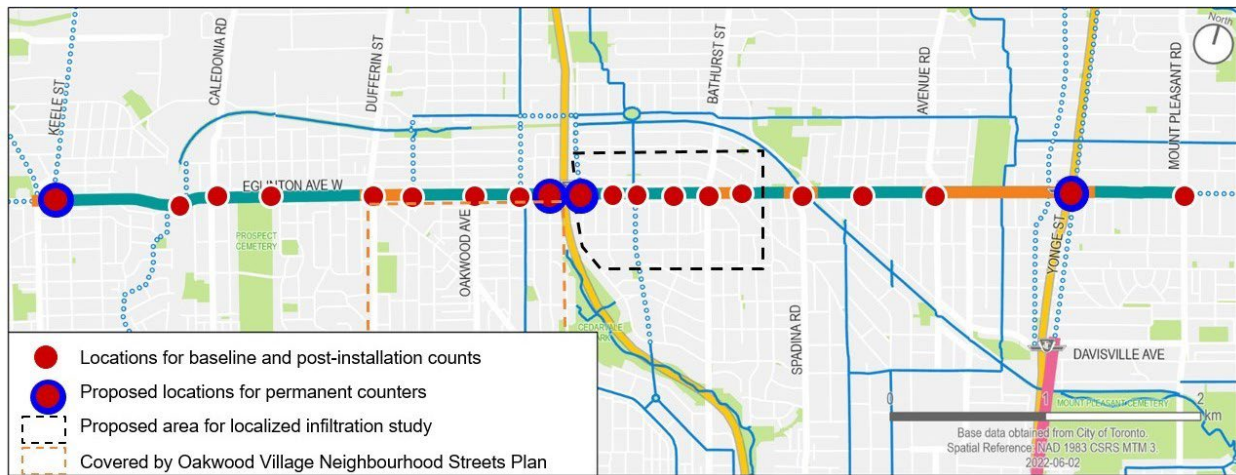 North
KEELE ST
CALEDONIA RD
DUFFERIN ST
BATHURST ST
AVENUE RD
MOUNT PLEASANT RD
EGLINTON AVE W
PROSPECT
CEMETERY
OAKWOOD AVE
YONGE ST
SPADINA RD
DAVISVILLE AVE
MOUNT PLEASANT CEMETERY
0 1 2
km
Base data obtained from City of Toronto.
Spatial Reference: NAD 1983 CSRS MTM 3
2022-06-02
Locations for baseline and post-installation counts
Proposed locations for permanent counters
Proposed area for localized infiltration study
Covered by Oakwood Village Neighbourhood Streets Plan